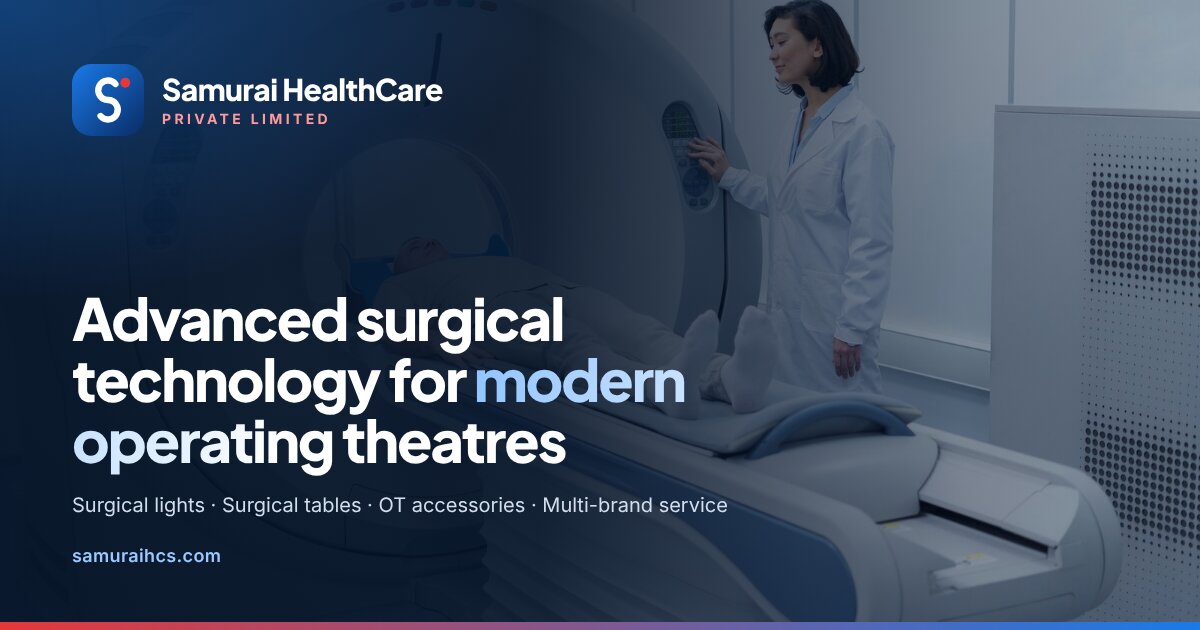 S
Samurai HealthCare
PRIVATE LIMITED
Advanced surgical
technology for modern
operating theatres
Surgical lights · Surgical tables · OT accessories · Multi-brand service
samuraihcs.com